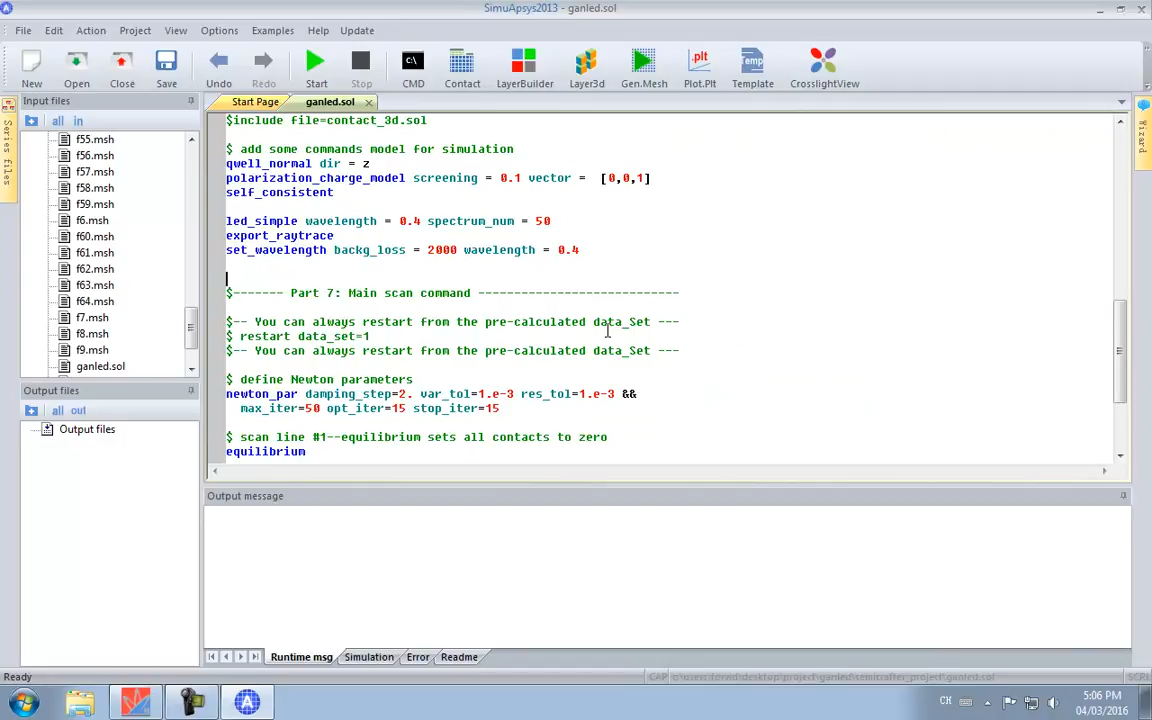 SimuApsys2013 - ganled.sol
File Edit Action Project View Options Examples Help Update
New Open Close Save Undo Redo Start Stop CMD Contact LayerBuilder Layer3d Gen.Mesh Plot.Plt Template CrosslightView
C:\
.plt
Temp
Input files
Start Page
ganled.sol
all in
Series files
Wizard
f55.msh
f56.msh
f57.msh
f58.msh
f59.msh
f6.msh
f60.msh
f61.msh
f62.msh
f63.msh
f64.msh
f7.msh
f8.msh
f9.msh
ganled.sol
$include file=contact_3d.sol
$ add some commands model for simulation
qwell_normal dir = z
polarization_charge_model screening = 0.1 vector = [0,0,1]
self_consistent
led_simple wavelength = 0.4 spectrum_num = 50
export_raytrace
set_wavelength backg_loss = 2000 wavelength = 0.4
$------- Part 7: Main scan command ----------------------------
$-- You can always restart from the pre-calculated data_Set ---
$ restart data_set=1
$-- You can always restart from the pre-calculated data_Set ---
$ define Newton parameters
newton_par damping_step=2. var_tol=1.e-3 res_tol=1.e-3 &&
max_iter=50 opt_iter=15 stop_iter=15
$ scan line #1--equilibrium sets all contacts to zero
equilibrium
Output files
all out
Output files
Output message
Runtime msg Simulation Error Readme
Ready
CAP
CH
5:06 PM
04/03/2016